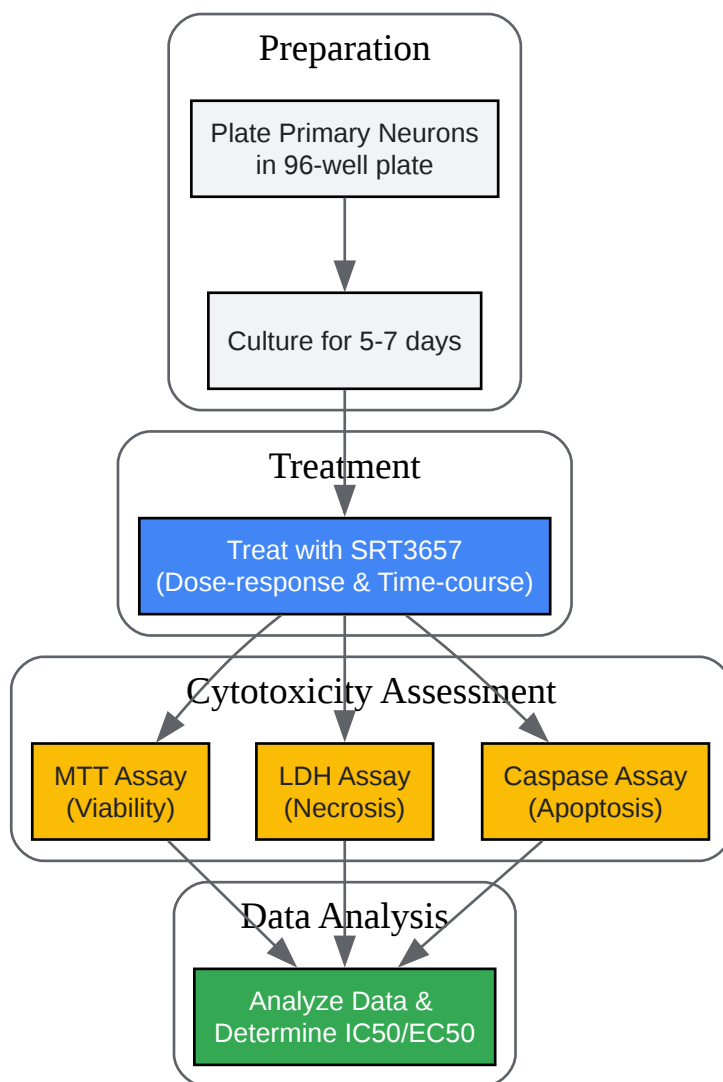 Preparation
Plate Primary Neurons
in 96-well plate
Culture for 5-7 days
Treatment
Treat with SRT3657
(Dose-response & Time-course)
Cytotoxicity Assessment
MTT Assay
(Viability)
LDH Assay
(Necrosis)
Caspase Assay
(Apoptosis)
Data Analysis
Analyze Data &
Determine IC50/EC50